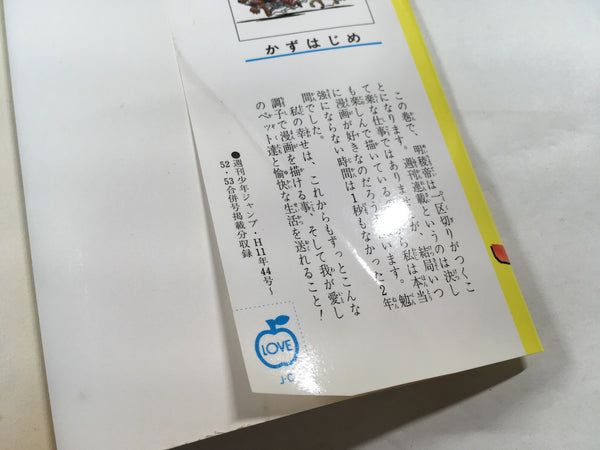 かずはじめ
この巻で、明稜帝は一区切りがつくこ
とになります。週刊連載というのは決し
て楽な仕事ではありま 結局いつ
も楽しんで描いている ら私は本当
に漫画が好きなのだろう います。勉
強にならない時間は1秒もなかった2年
間でした。
私の幸せは、これからもずっとこんな
調子で漫画を描ける事、そして我が愛し
のペット達と愉快な生活を送れること!
●週刊少年ジャンプ・H11年44号〜
52・53合併号掲載分収録
LOVE
J・C